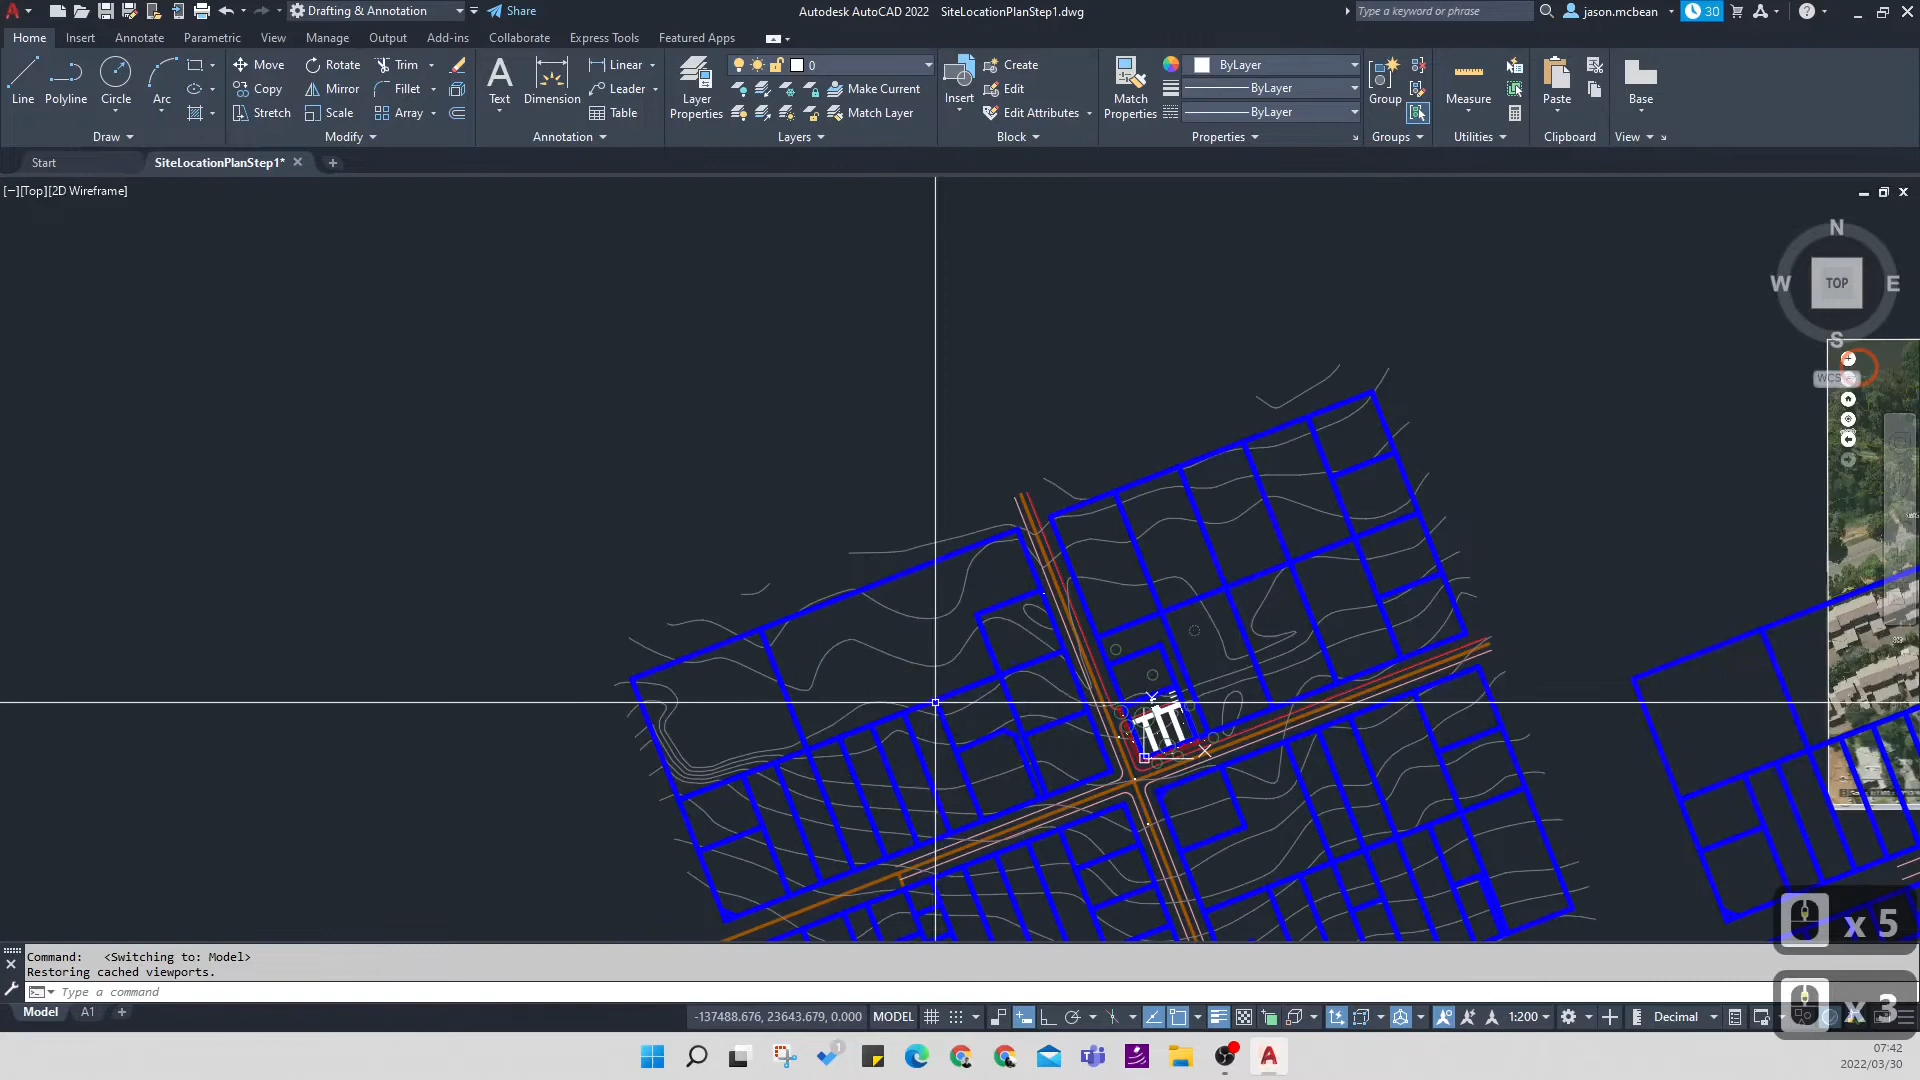 Drafting & Annotation
Share
Autodesk AutoCAD 2022 SiteLocationPlanStep1.dwg
Type a keyword or phrase
jason.mcbean
30
Home Insert Annotate Parametric View Manage Output Add-ins Collaborate Express Tools Featured Apps
Line Polyline Circle Arc
Draw
Move Rotate Trim
Copy Mirror Fillet
Stretch Scale Array
Modify
Text Dimension
Linear
Leader
Table
Annotation
Layer Properties
0
Make Current
Match Layer
Layers
Insert
Create
Edit
Edit Attributes
Block
Match Properties
ByLayer
ByLayer
ByLayer
Properties
Group
Groups
Measure
Utilities
Paste
Clipboard
Base
View
Start SiteLocationPlanStep1*
[−][Top][2D Wireframe]
N
W TOP E
S
WCS
x 5
x 3
Command: <Switching to: Model>
Restoring cached viewports.
Type a command
Model A1
-137488.676, 23643.679, 0.000 MODEL
1:200
Decimal
07:42
2022/03/30